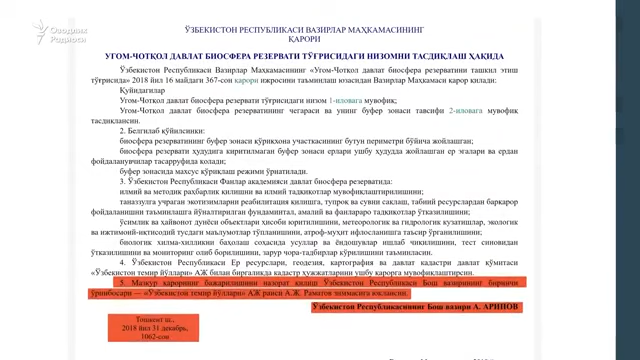 Озодлик
Радиоси
ЎЗБЕКИСТОН РЕСПУБЛИКАСИ ВАЗИРЛАР МАҲКАМАСИНИНГ
ҚАРОРИ
УГОМ-ЧОТҚОЛ ДАВЛАТ БИОСФЕРА РЕЗЕРВАТИ ТЎҒРИСИДАГИ НИЗОМНИ ТАСДИҚЛАШ ҲАҚИДА
Ўзбекистон Республикаси Вазирлар Маҳкамасининг «Угом-Чотқол давлат биосфера резерватини ташкил этиш
тўғрисида» 2018 йил 16 майдаги 367-сон қарори ижросини таъминлаш юзасидан Вазирлар Маҳкамаси қарор қилади:
Қуйидагилар
Угом-Чотқол давлат биосфера резервати тўғрисидаги низом 1-иловага мувофиқ;
Угом-Чотқол давлат биосфера резерватининг чегараси ва унинг буфер зонаси тавсифи 2-иловага мувофиқ
тасдиқлансин.
2. Белгилаб қўйилсинки:
биосфера резерватининг буфер зонаси қўриқхона участкасининг бутун периметри бўйича жойлашган;
биосфера резервати ҳудудига киритилмаган буфер зонаси ерлари ушбу ҳудудда жойлашган ер эгалари ва ердан
фойдаланувчилар тасарруфида қолади;
буфер зонасида махсус қўриқлаш режими ўрнатилади.
3. Ўзбекистон Республикаси Фанлар академияси давлат биосфера резерватида:
илмий ва методик раҳбарлик қилишни ва илмий тадқиқотлар мувофиқлаштирилишини;
таназзулга учраган экотизимларни реабилитация қилишга, тупроқ ва сувни сақлаш, табиий ресурслардан барқарор
фойдаланишни таъминлашга йўналтирилган фундаментал, амалий ва фанлараро тадқиқотлар ўтказилишини;
ўсимлик ва ҳайвонот дунёси объектлари ҳисоби юритилишини, метеорологик ва гидрологик кузатишлар, экологик
ва ижтимоий-иқтисодий тусдаги маълумотлар тўпланишини, атроф-муҳит ифлосланишга таъсир ўрганилишини;
биологик хилма-хилликни баҳолаш соҳасида усуллар ва ёндошувлар ишлаб чиқилишини, тест синовидан
ўтказилишини ва мониторинг олиб борилишини, зарур чора-тадбирлар кўрилишини таъминласин.
4. Ўзбекистон Республикаси Ер ресурслари, геодезия, картография ва давлат кадастри давлат қўмитаси
«Ўзбекистон темир йўллари» АЖ билан биргаликда кадастр ҳужжатларини ушбу қарорга мувофиқлаштирсин.
5. Мазкур қарорнинг бажарилишини назорат қилиш Ўзбекистон Республикаси Бош вазирининг биринчи
ўринбосари — «Ўзбекистон темир йўллари» АЖ раиси А.Ж. Раматов зиммасига юклансин.
Ўзбекистон Республикасининг Бош вазири А. АРИПОВ
Тошкент ш.,
2018 йил 31 декабрь,
1062-сон